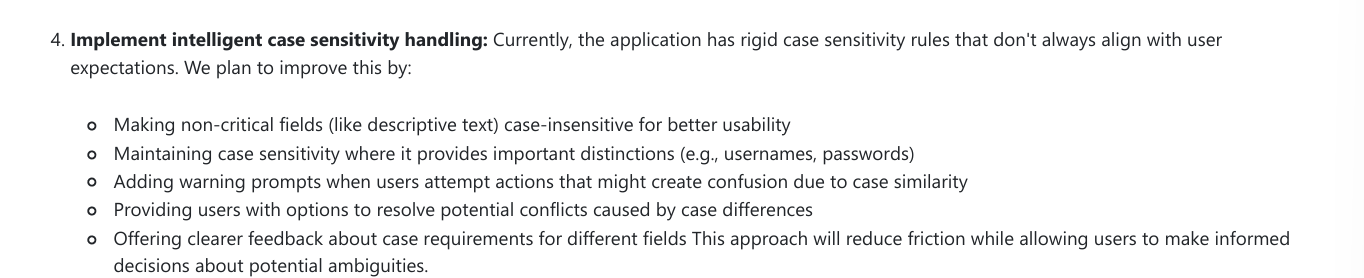 4. Implement intelligent case sensitivity handling: Currently, the application has rigid case sensitivity rules that don't always align with user
expectations. We plan to improve this by:
o Making non-critical fields (like descriptive text) case-insensitive for better usability
o Maintaining case sensitivity where it provides important distinctions (e.g., usernames, passwords)
o Adding warning prompts when users attempt actions that might create confusion due to case similarity
o Providing users with options to resolve potential conflicts caused by case differences
o Offering clearer feedback about case requirements for different fields This approach will reduce friction while allowing users to make informed
decisions about potential ambiguities.